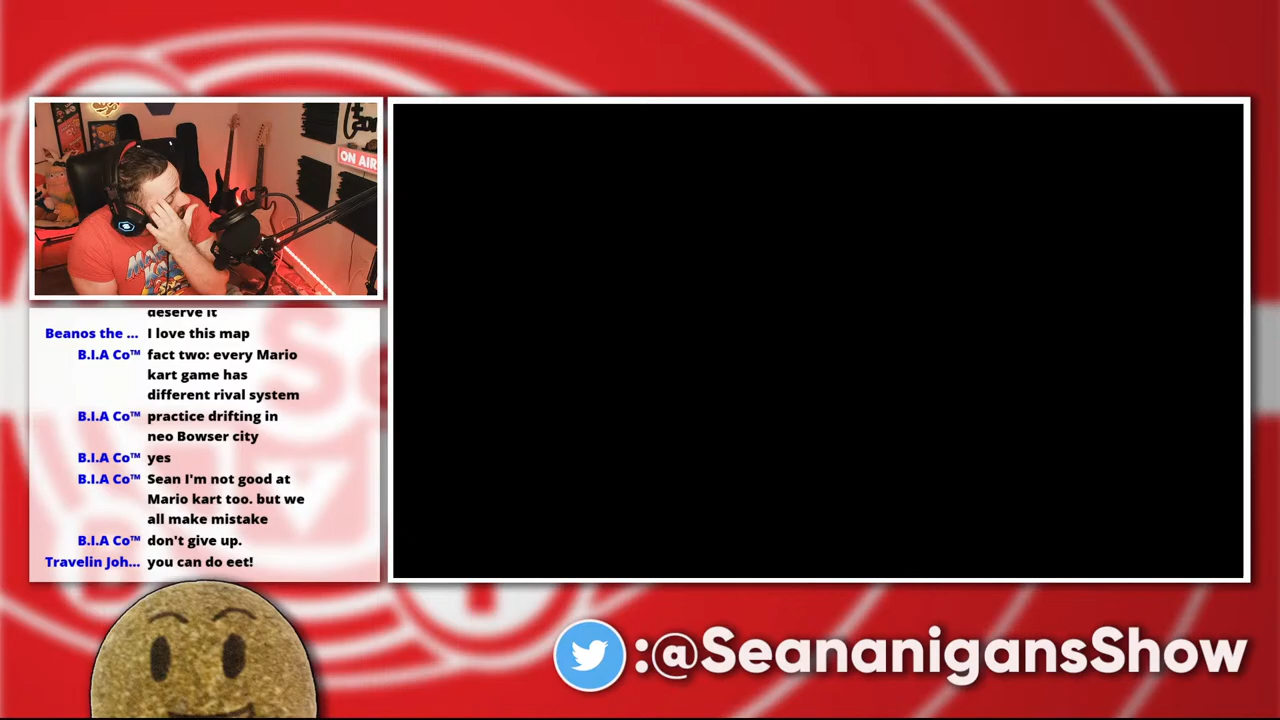 ON AIR
deserve it
Beanos the ... I love this map
B.I.A Co™ fact two: every Mario
kart game has
different rival system
B.I.A Co™ practice drifting in
neo Bowser city
B.I.A Co™ yes
B.I.A Co™ Sean I'm not good at
Mario kart too. but we
all make mistake
B.I.A Co™ don't give up.
Travelin Joh... you can do eet!
:@SeananigansShow